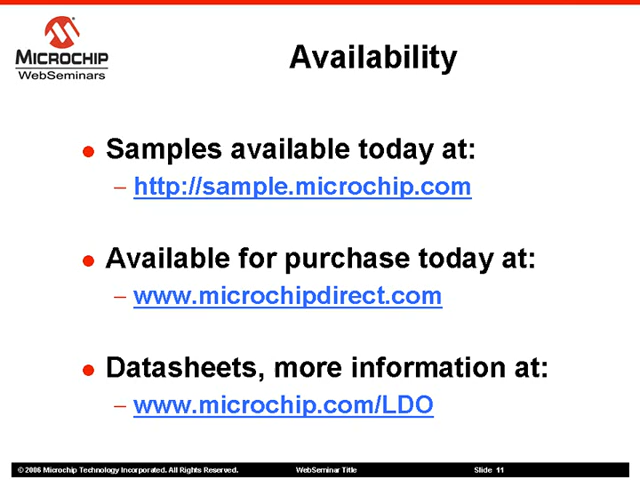 MICROCHIP
WebSeminars
Availability
Samples available today at:
http://sample.microchip.com
Available for purchase today at:
www.microchipdirect.com
Datasheets, more information at:
www.microchip.com/LDO
© 2006 Microchip Technology Incorporated. All Rights Reserved. WebSeminar Title Slide 11